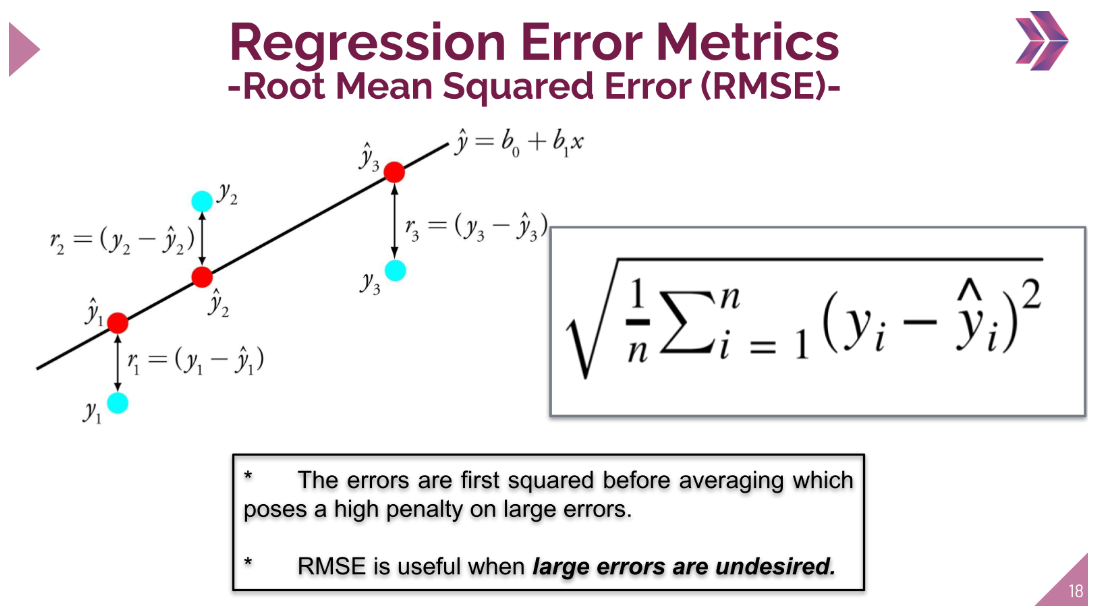 Regression Error Metrics
-Root Mean Squared Error (RMSE)-
ŷ = b₀ + b₁x
ŷ₃
y₂
r₂ = (y₂ − ŷ₂)
r₃ = (y₃ − ŷ₃)
y₃
ŷ₂
ŷ₁
r₁ = (y₁ − ŷ₁)
y₁
√ 1/n ∑ n i = 1 (yᵢ − ŷᵢ)²
* The errors are first squared before averaging which
poses a high penalty on large errors.
* RMSE is useful when large errors are undesired.
18